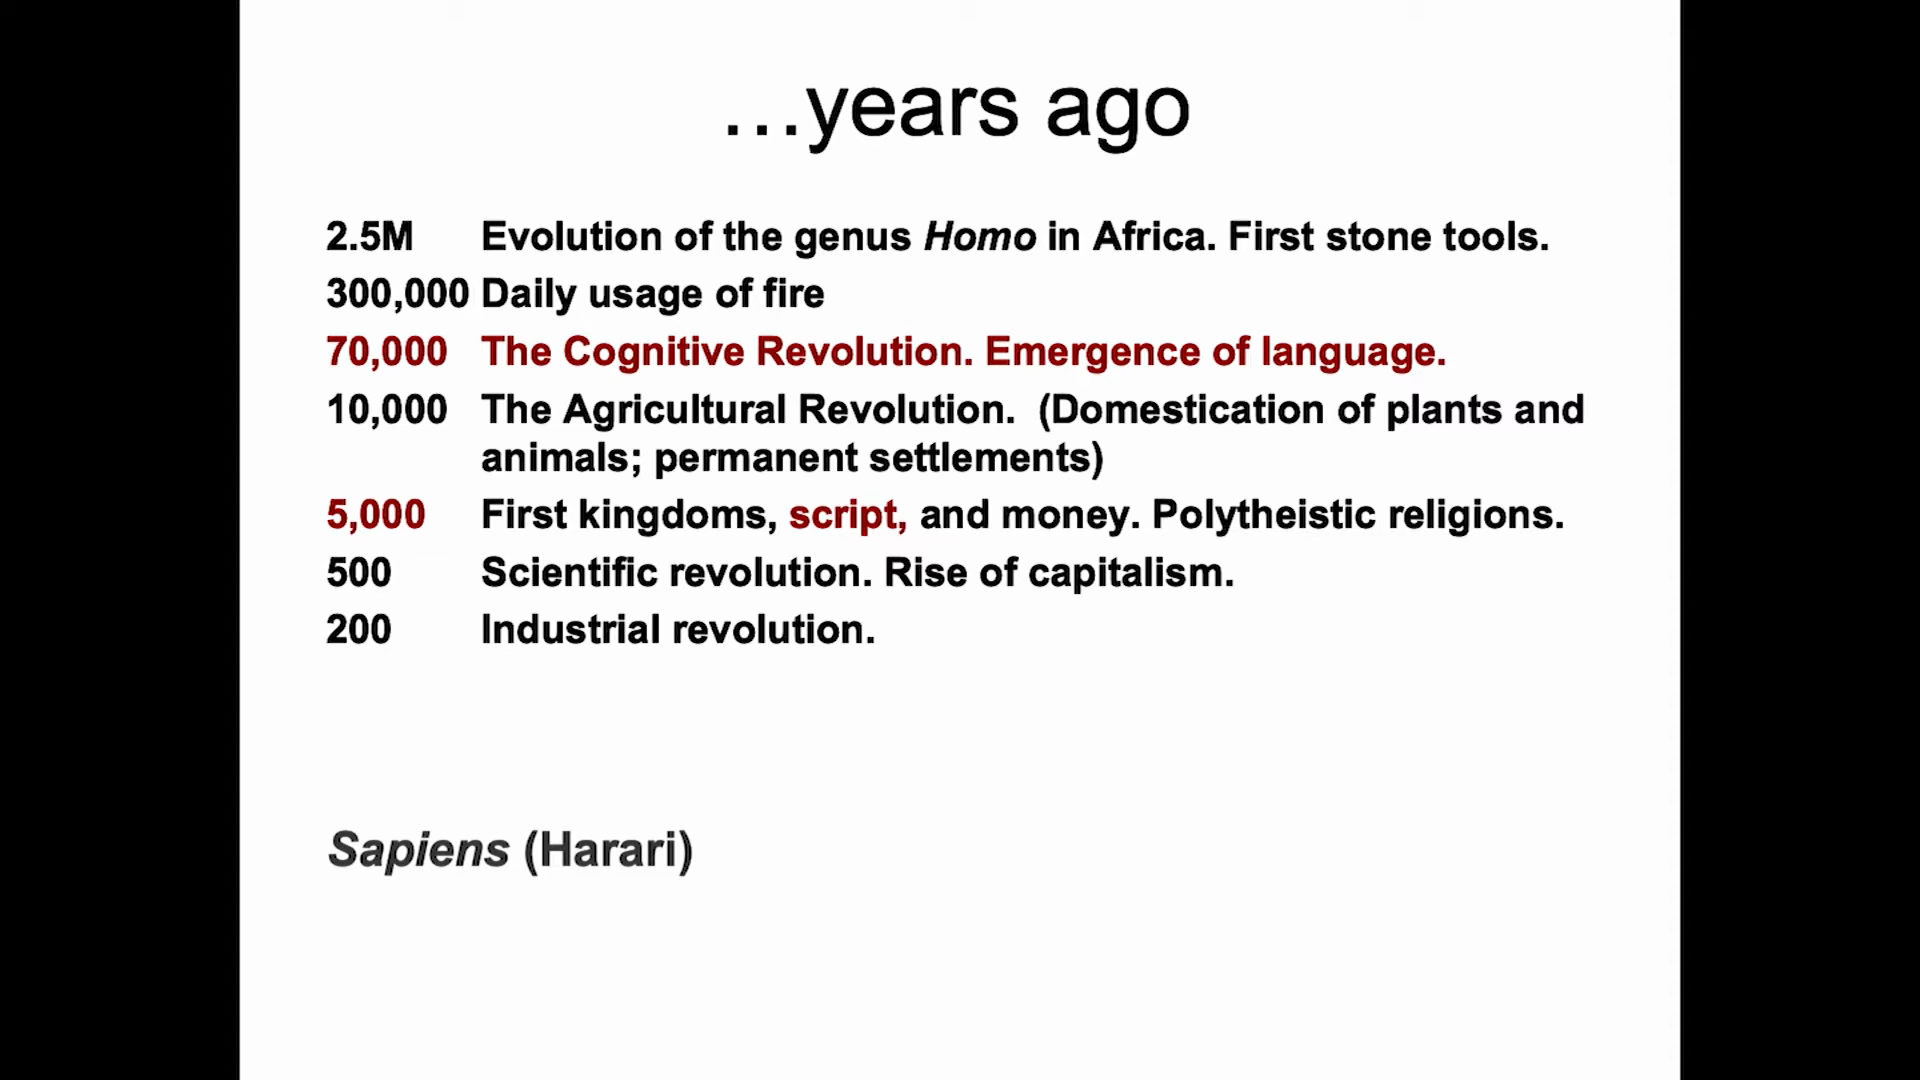 ...years ago
2.5M Evolution of the genus Homo in Africa. First stone tools.
300,000 Daily usage of fire
70,000 The Cognitive Revolution. Emergence of language.
10,000 The Agricultural Revolution. (Domestication of plants and
animals; permanent settlements)
5,000 First kingdoms, script, and money. Polytheistic religions.
500 Scientific revolution. Rise of capitalism.
200 Industrial revolution.
Sapiens (Harari)